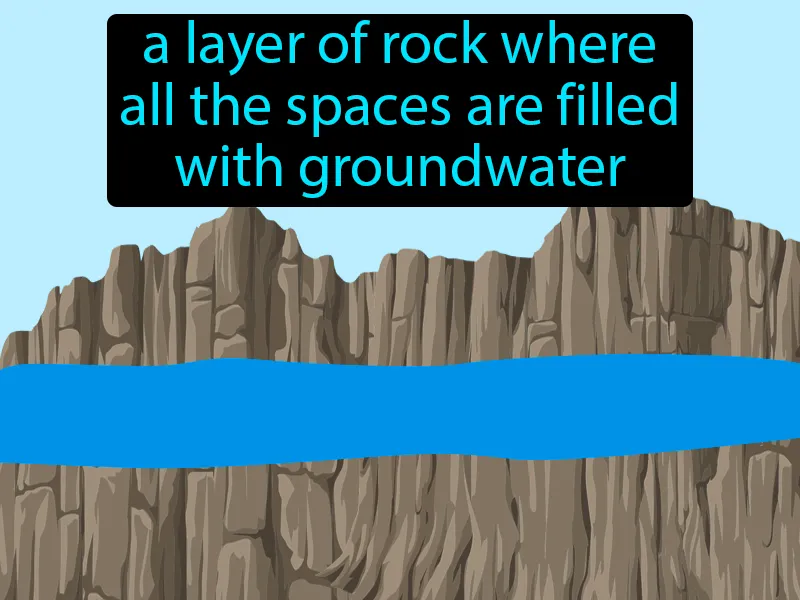 a layer of rock where
all the spaces are filled
with groundwater